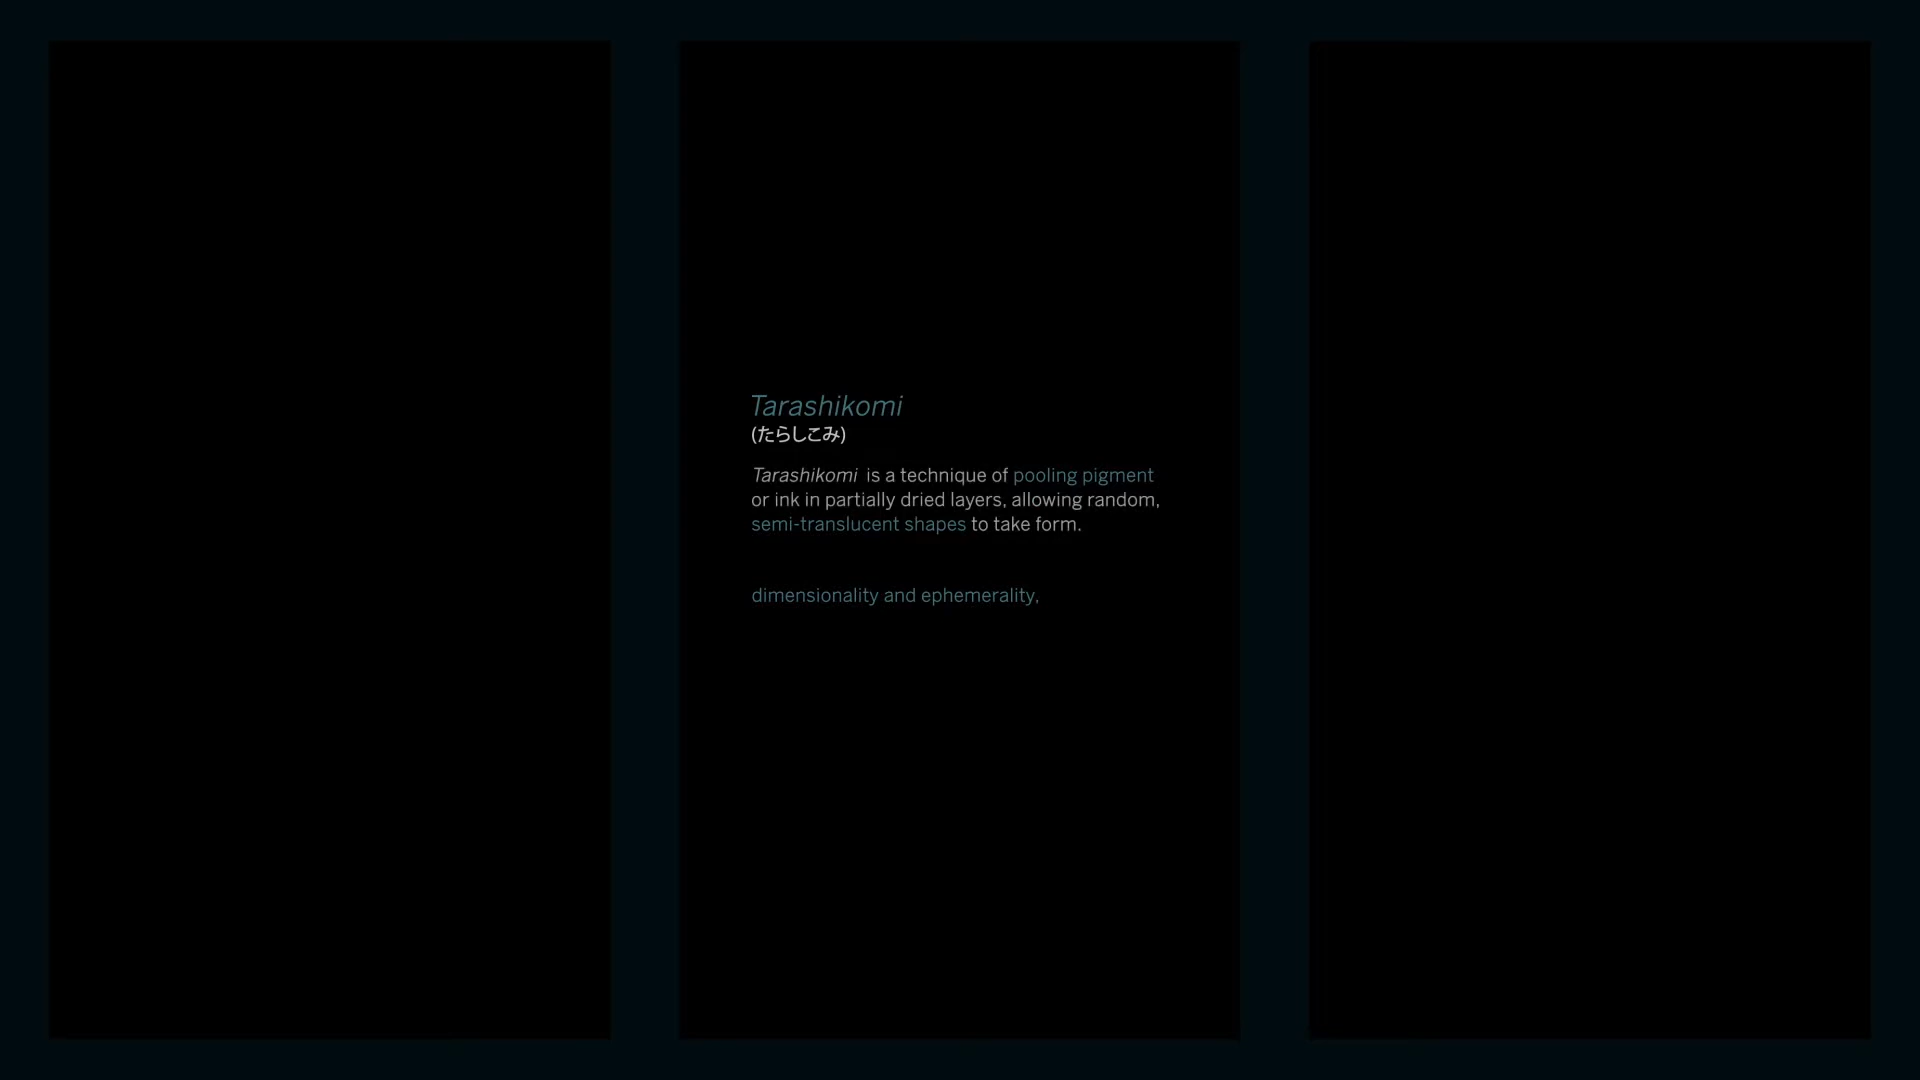 Tarashikomi
(たらしこみ)
Tarashikomi is a technique of pooling pigment
or ink in partially dried layers, allowing random,
semi-translucent shapes to take form.
dimensionality and ephemerality,